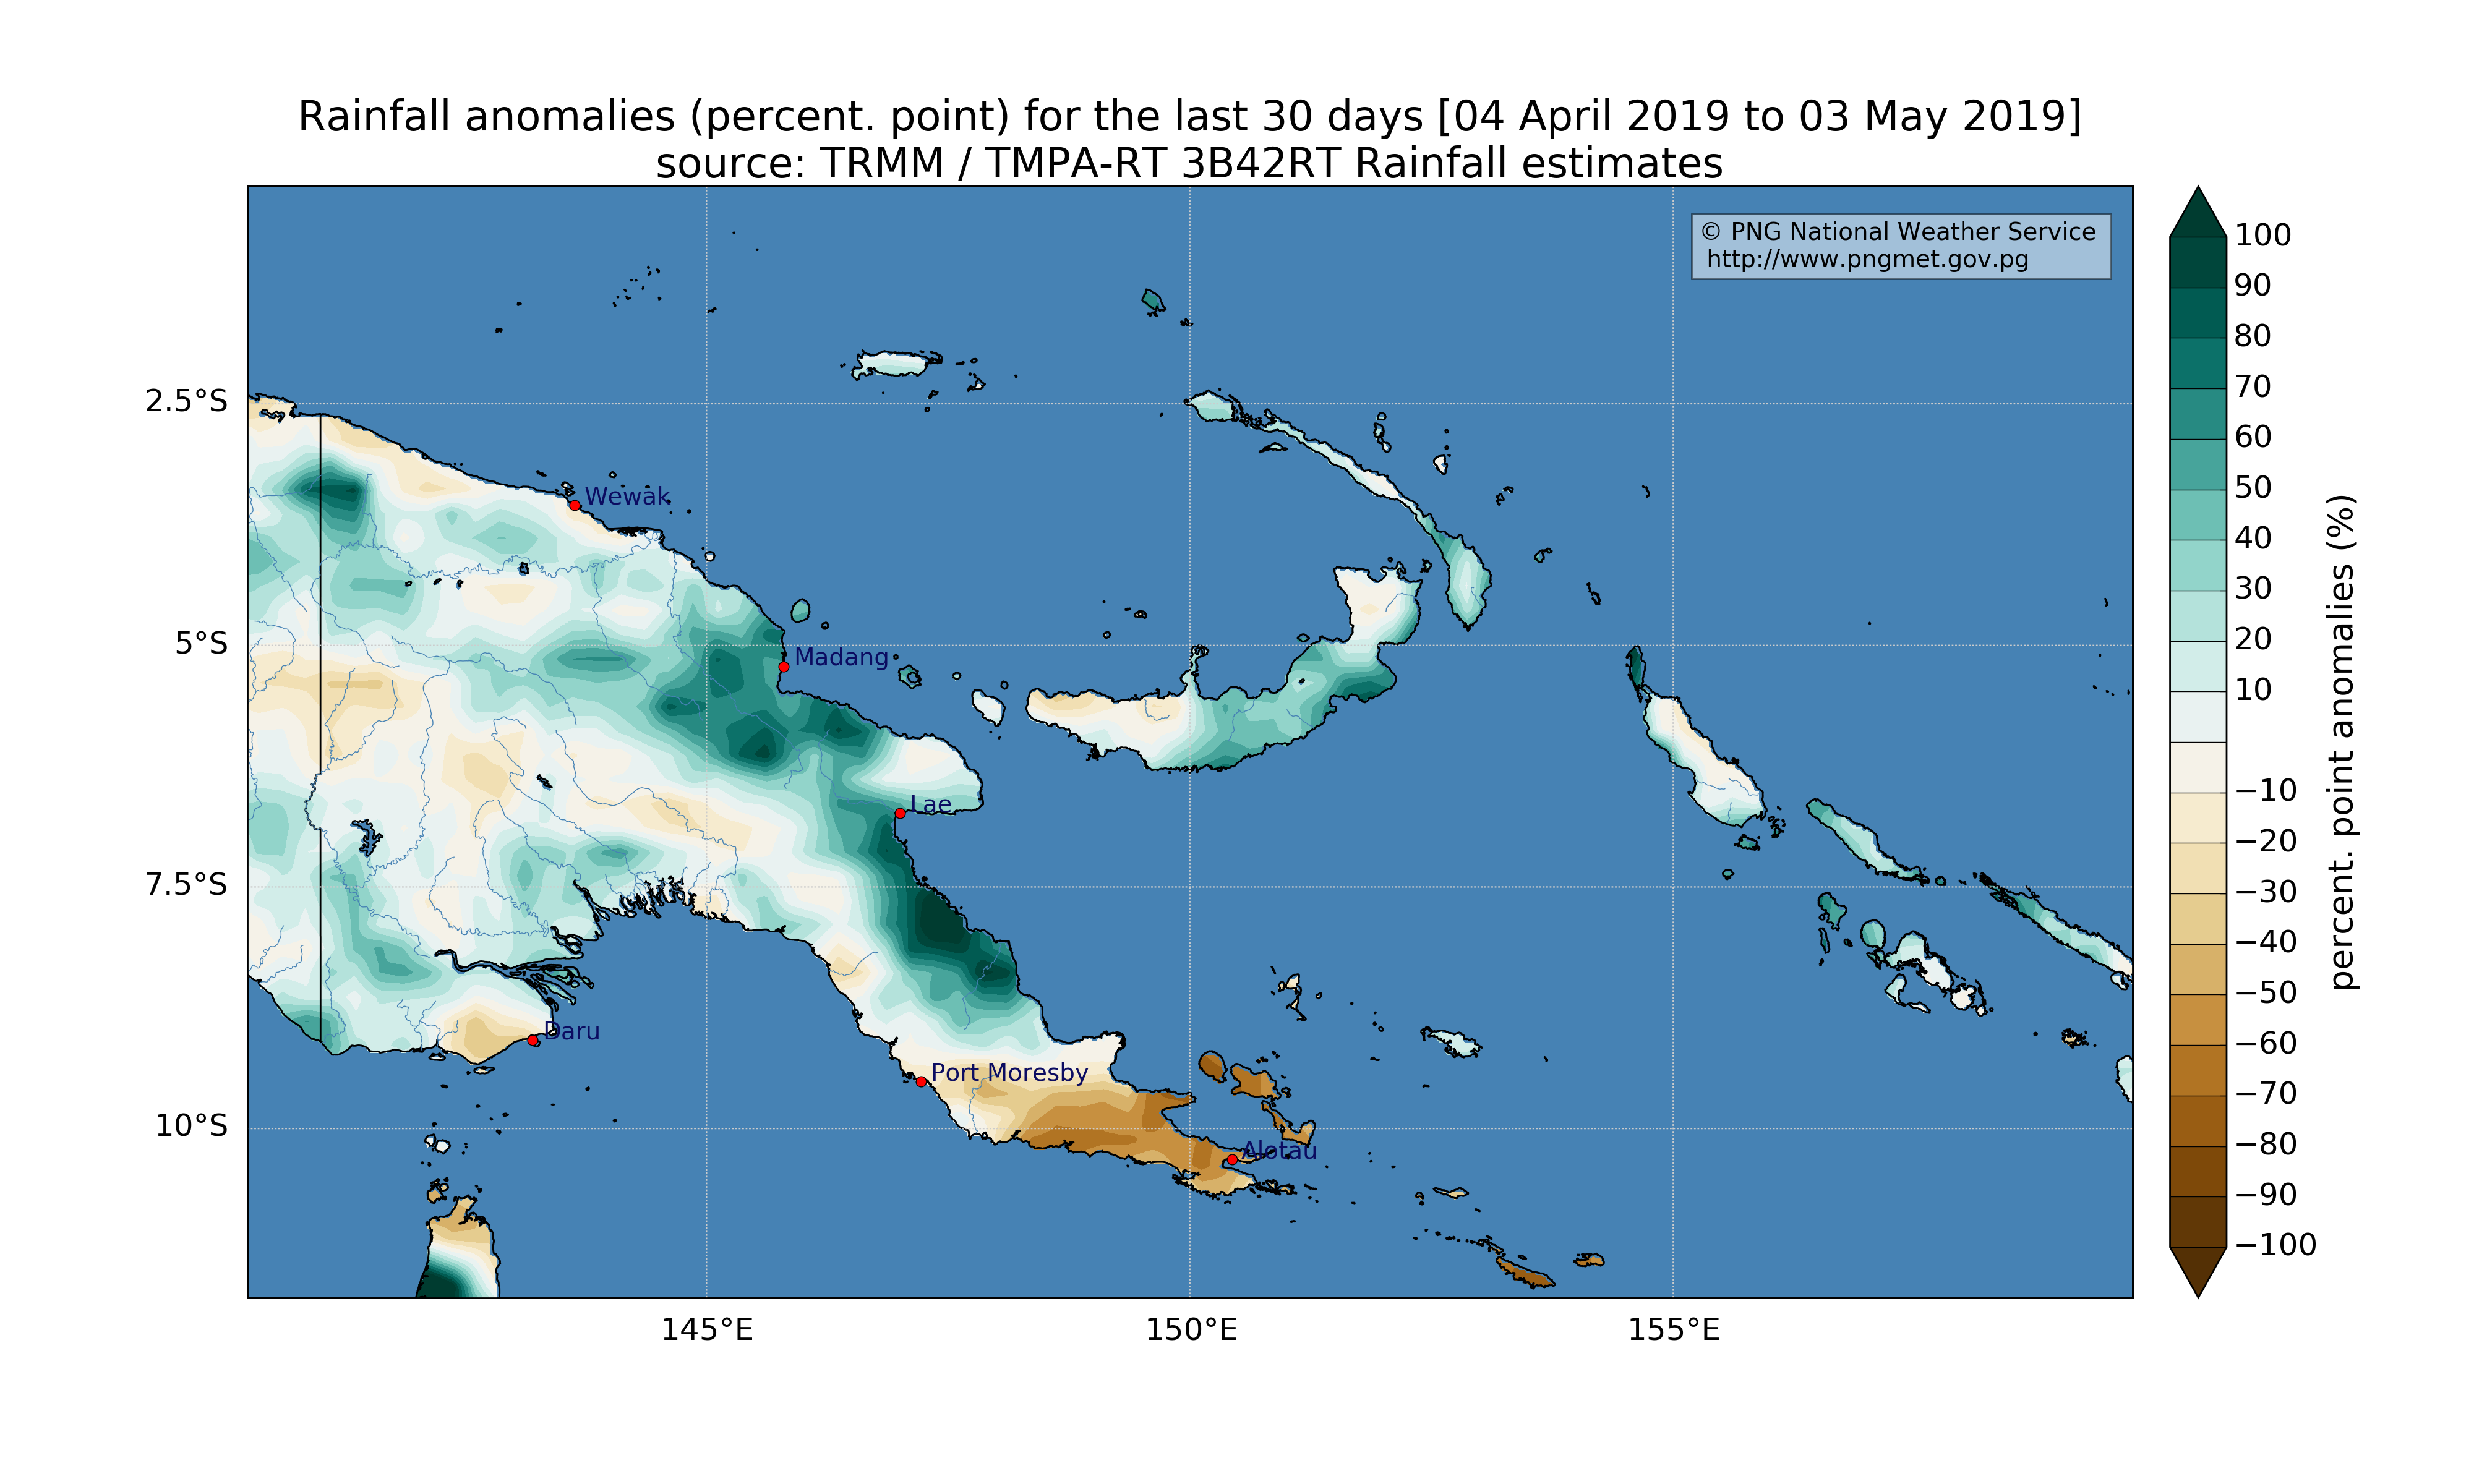 Rainfall anomalies (percent. point) for the last 30 days [04 April 2019 to 03 May 2019]
source: TRMM / TMPA-RT 3B42RT Rainfall estimates
© PNG National Weather Service
http://www.pngmet.gov.pg
2.5°S
5°S
7.5°S
10°S
145°E
150°E
155°E
Wewak
Madang
Lae
Daru
Port Moresby
Alotau
100
90
80
70
60
50
40
30
20
10
−10
−20
−30
−40
−50
−60
−70
−80
−90
−100
percent. point anomalies (%)